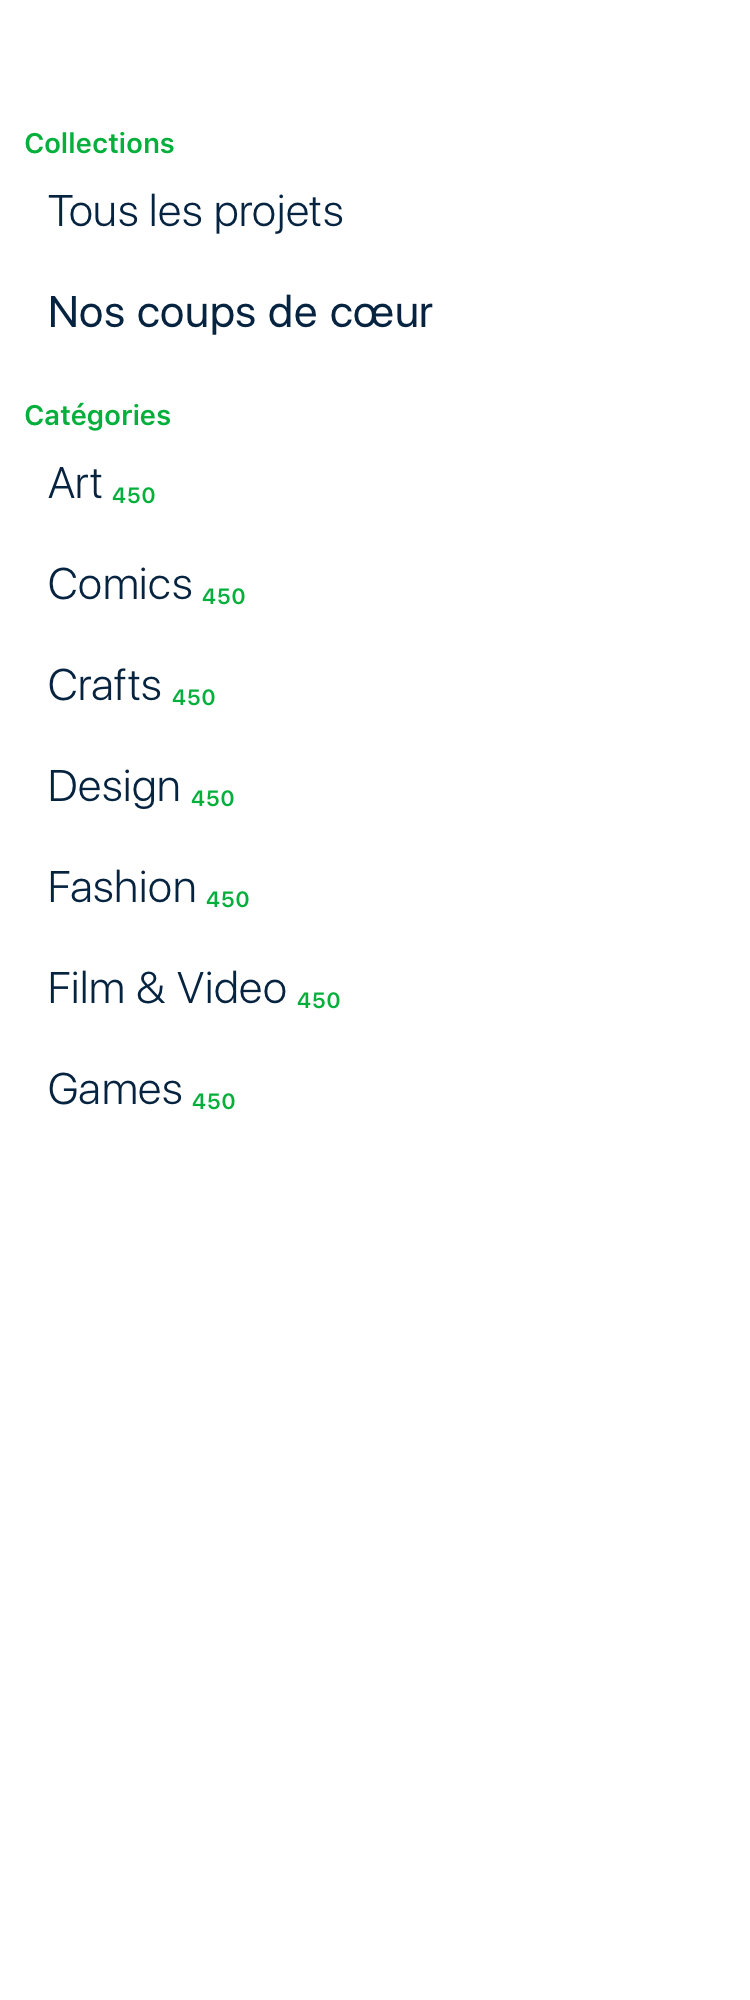 Collections
Tous les projets
Nos coups de cœur
Catégories
Art 450
Comics 450
Crafts 450
Design 450
Fashion 450
Film & Video 450
Games 450